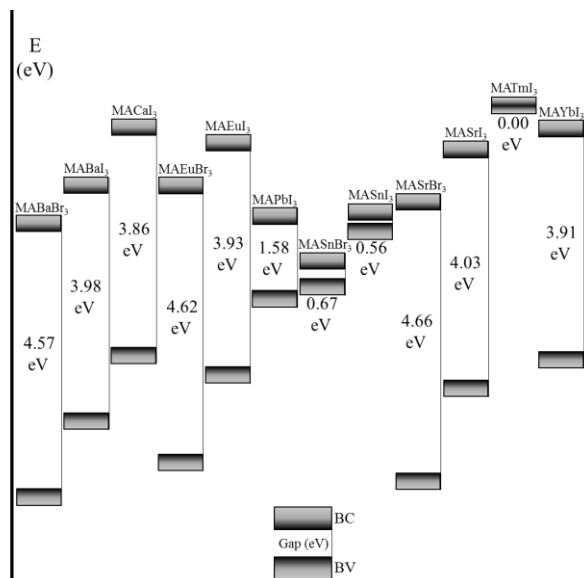 E
(eV)
MABaBr₃
4.57
eV
MABaI₃
3.98
eV
MACaI₃
3.86
eV
MAEuBr₃
4.62
eV
MAEuI₃
3.93
eV
MAPbI₃
1.58
eV
MASnBr₃
0.67
eV
MASnI₃
0.56
eV
MASrBr₃
4.66
eV
MASrI₃
4.03
eV
MATmI₃
0.00
eV
MAYbI₃
3.91
eV
BC
Gap (eV)
BV